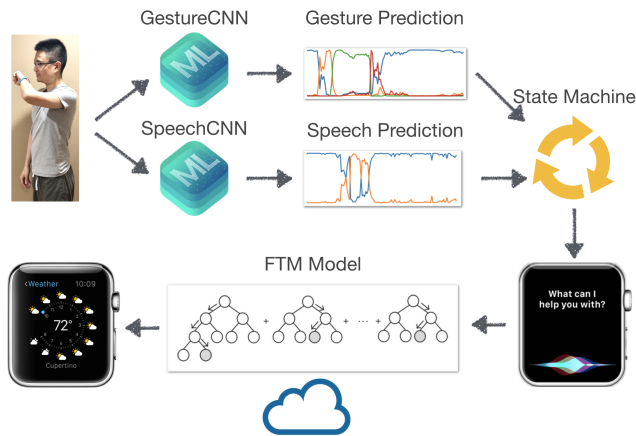 GestureCNN
Gesture Prediction
ML
State Machine
SpeechCNN
Speech Prediction
ML
FTM Model
<Weather 10:09
72°
Cupertino
What can I
help you with?